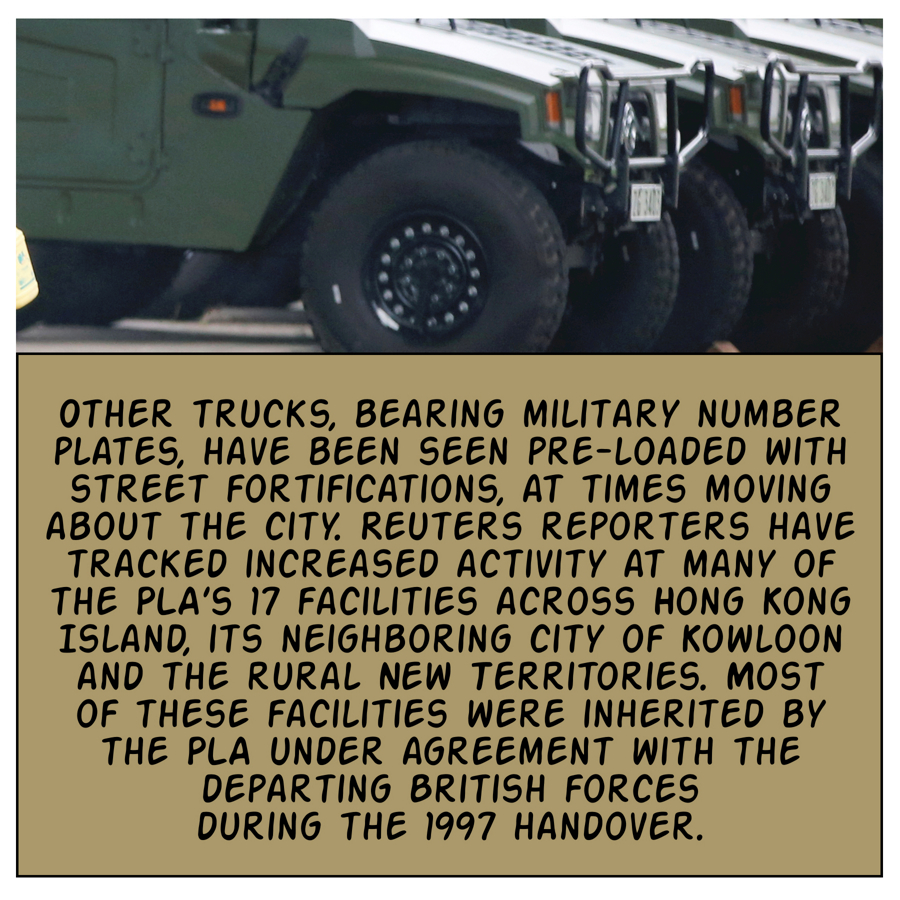 OTHER TRUCKS, BEARING MILITARY NUMBER
PLATES, HAVE BEEN SEEN PRE-LOADED WITH
STREET FORTIFICATIONS, AT TIMES MOVING
ABOUT THE CITY. REUTERS REPORTERS HAVE
TRACKED INCREASED ACTIVITY AT MANY OF
THE PLA'S 17 FACILITIES ACROSS HONG KONG
ISLAND, ITS NEIGHBORING CITY OF KOWLOON
AND THE RURAL NEW TERRITORIES. MOST
OF THESE FACILITIES WERE INHERITED BY
THE PLA UNDER AGREEMENT WITH THE
DEPARTING BRITISH FORCES
DURING THE 1997 HANDOVER.